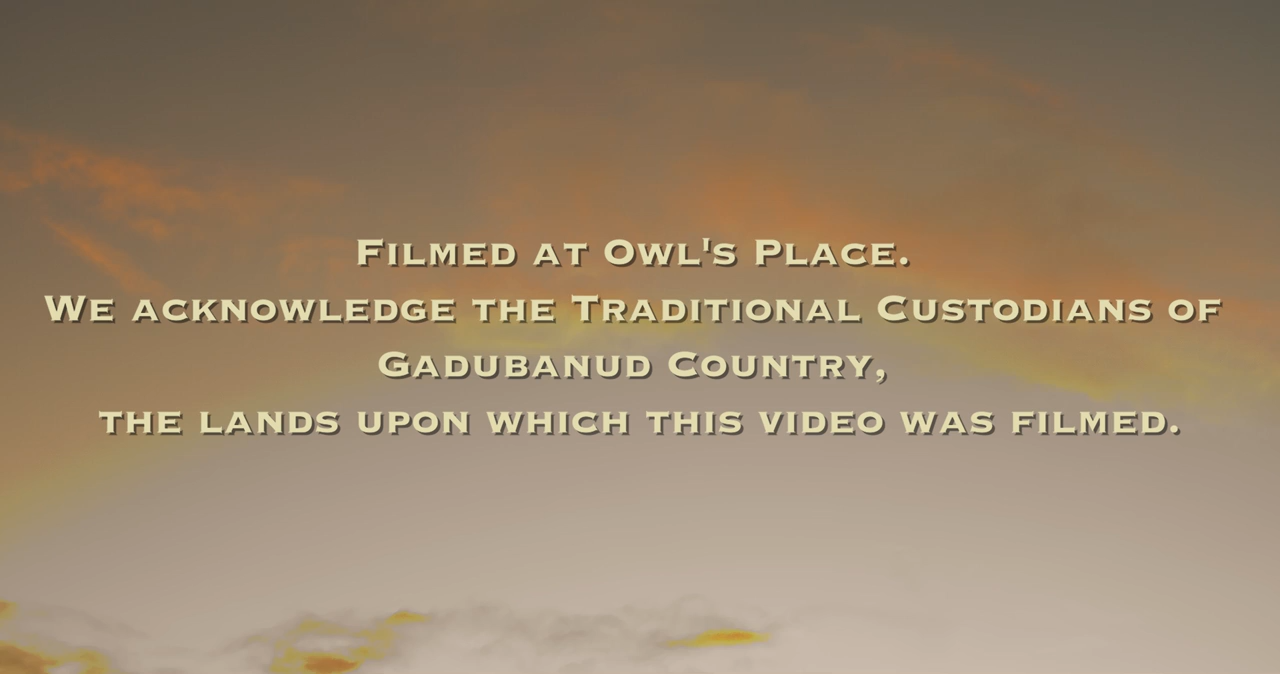 Filmed at Owl's Place.
We acknowledge the Traditional Custodians of
Gadubanud Country,
the lands upon which this video was filmed.